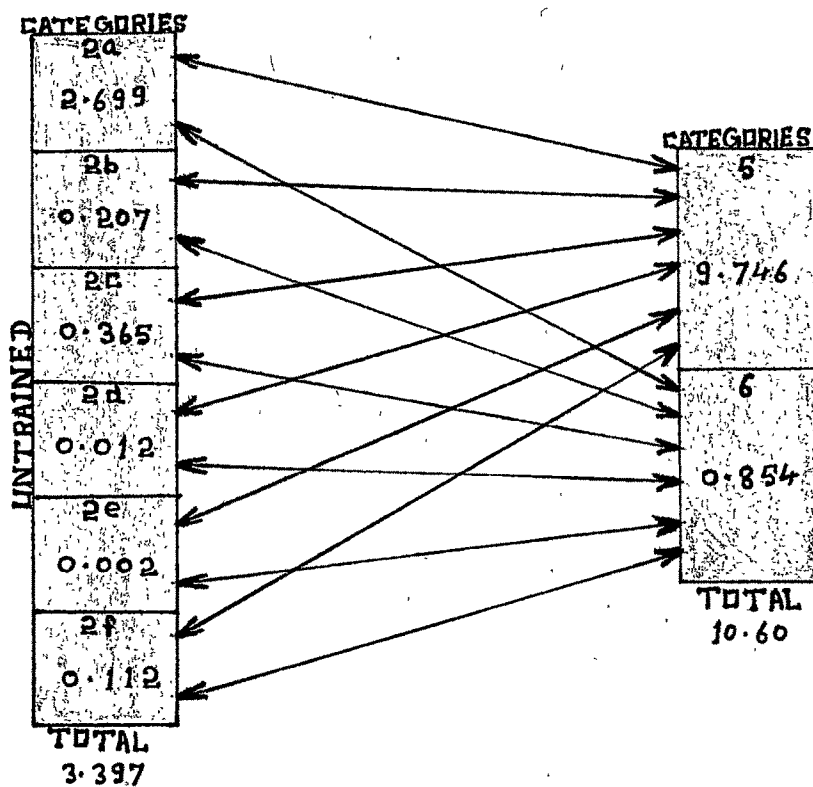 CATEGORIES
2a
2.699
2b
0.207
2c
0.365
2d
0.012
2e
0.002
2f
0.112
TOTAL
3.397
UNTRAINED
CATEGORIES
5
9.746
6
0.854
TOTAL
10.60